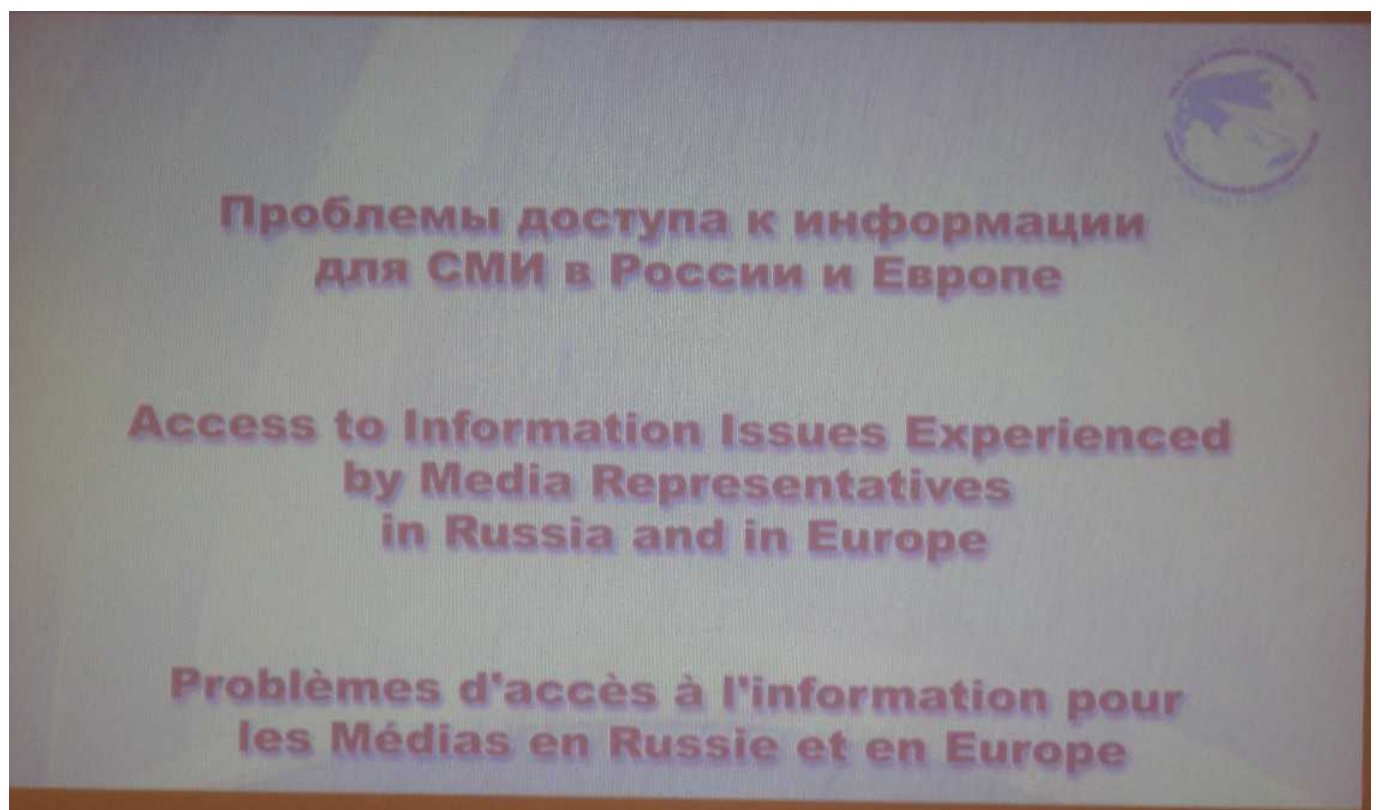 Проблемы доступа к информации
для СМИ в России и Европе
Access to Information Issues Experienced
by Media Representatives
in Russia and in Europe
Problèmes d'accès à l'information pour
les Médias en Russie et en Europe